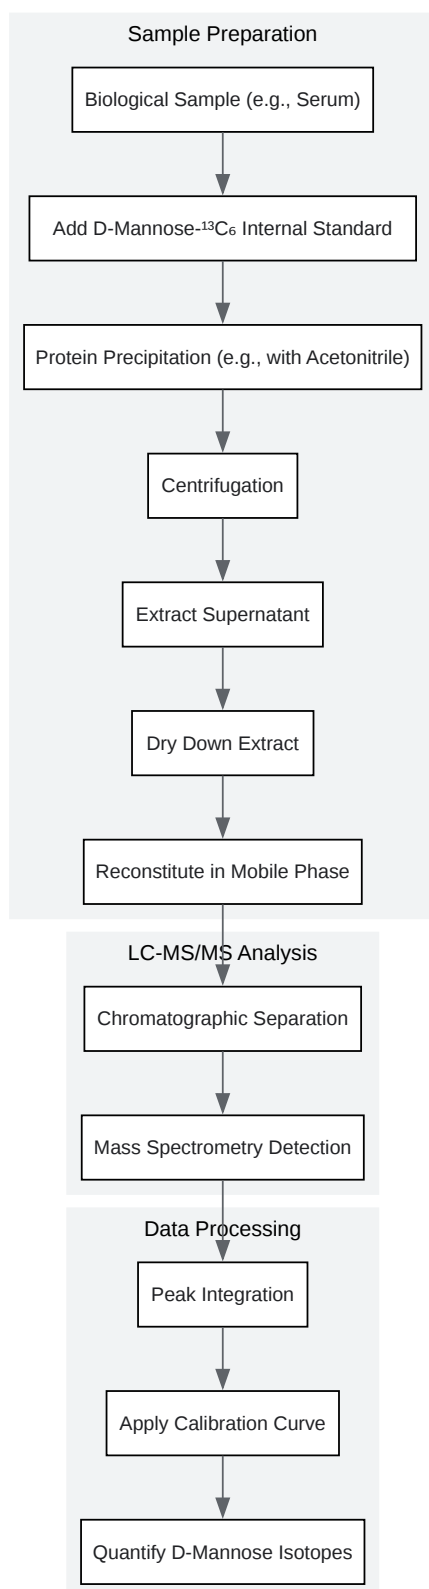 Sample Preparation
Biological Sample (e.g., Serum)
Add D-Mannose-¹³C₆ Internal Standard
Protein Precipitation (e.g., with Acetonitrile)
Centrifugation
Extract Supernatant
Dry Down Extract
Reconstitute in Mobile Phase
LC-MS/MS Analysis
Chromatographic Separation
Mass Spectrometry Detection
Data Processing
Peak Integration
Apply Calibration Curve
Quantify D-Mannose Isotopes